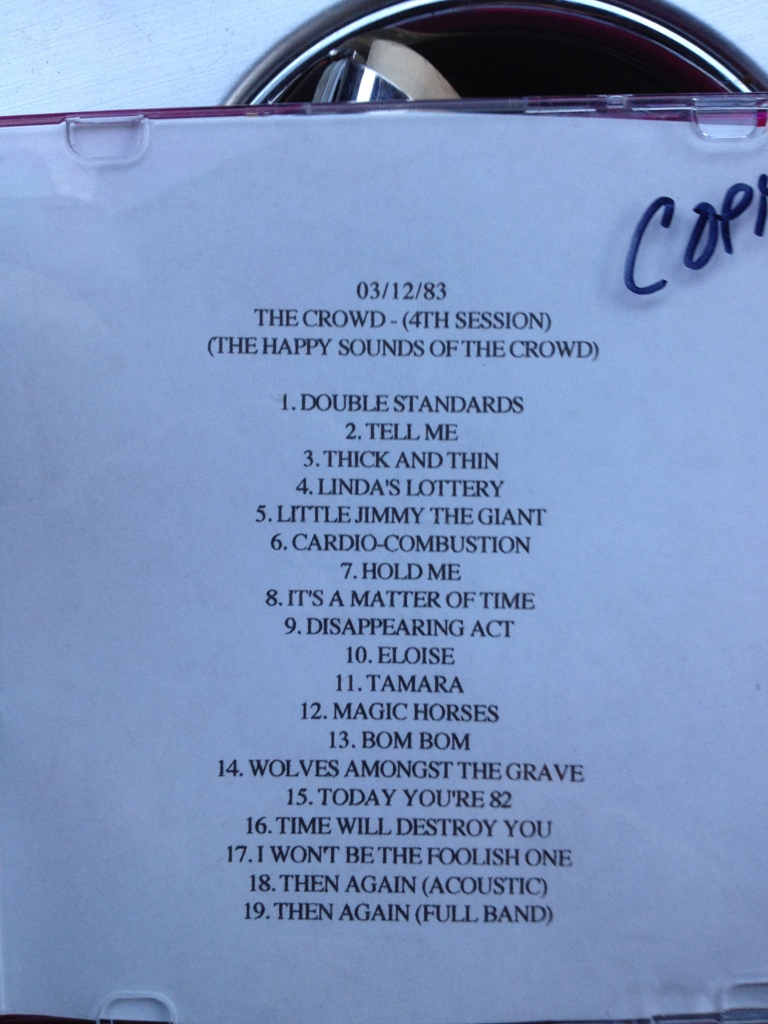 COPY
03/12/83
THE CROWD - (4TH SESSION)
(THE HAPPY SOUNDS OF THE CROWD)
1. DOUBLE STANDARDS
2. TELL ME
3. THICK AND THIN
4. LINDA'S LOTTERY
5. LITTLE JIMMY THE GIANT
6. CARDIO-COMBUSTION
7. HOLD ME
8. IT'S A MATTER OF TIME
9. DISAPPEARING ACT
10. ELOISE
11. TAMARA
12. MAGIC HORSES
13. BOM BOM
14. WOLVES AMONGST THE GRAVE
15. TODAY YOU'RE 82
16. TIME WILL DESTROY YOU
17. I WON'T BE THE FOOLISH ONE
18. THEN AGAIN (ACOUSTIC)
19. THEN AGAIN (FULL BAND)